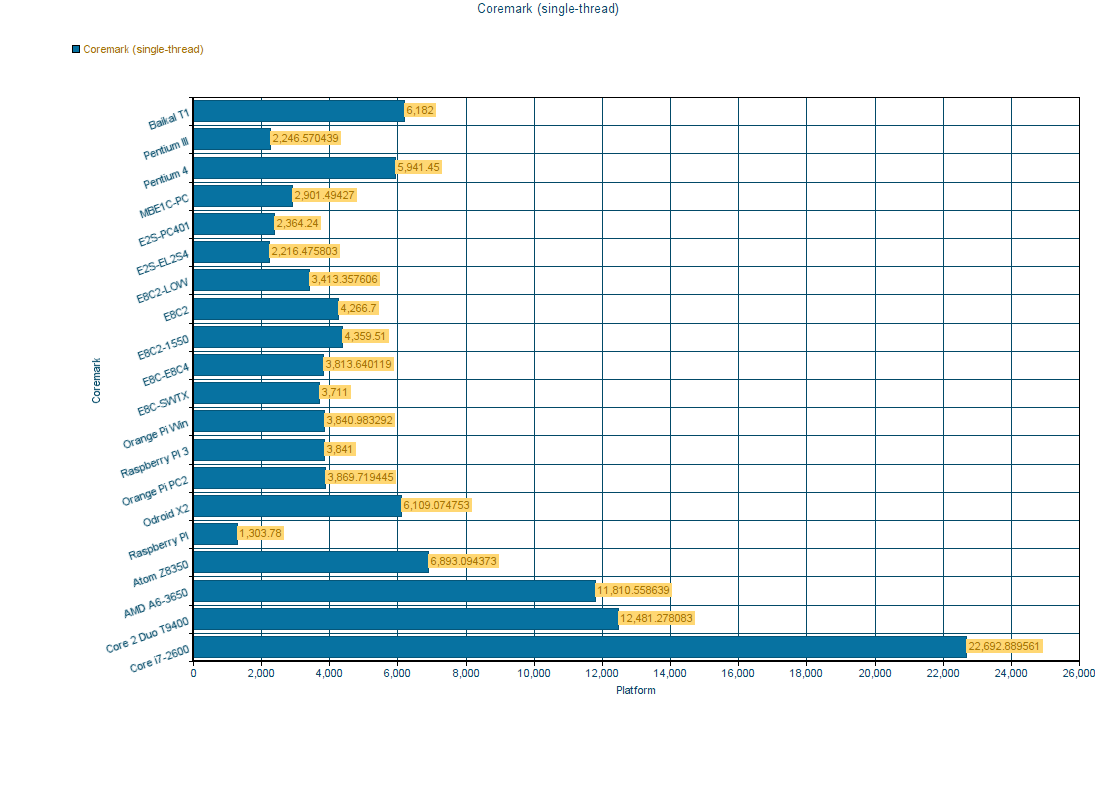 Coremark (single-thread)
Coremark (single-thread)
Baikal T1 6,182
Pentium III 2,246.570439
Pentium 4 5,941.45
MBE1C-PC 2,901.49427
E2S-PC401 2,364.24
E2S-EL2S4 2,216.475803
E8C2-LOW 3,413.357606
E8C2 4,266.7
E8C2-1550 4,359.51
E8C-E8C4 3,813.640119
E8C-SWTX 3,711
Orange Pi Win 3,840.983292
Raspberry PI 3 3,841
Orange Pi PC2 3,869.719445
Odroid X2 6,109.074753
Raspberry PI 1,303.78
Atom Z8350 6,893.094373
AMD A6-3650 11,810.558639
Core 2 Duo T9400 12,481.278083
Core i7-2600 22,692.889561
Coremark
0 2,000 4,000 6,000 8,000 10,000 12,000 14,000 16,000 18,000 20,000 22,000 24,000 26,000
Platform